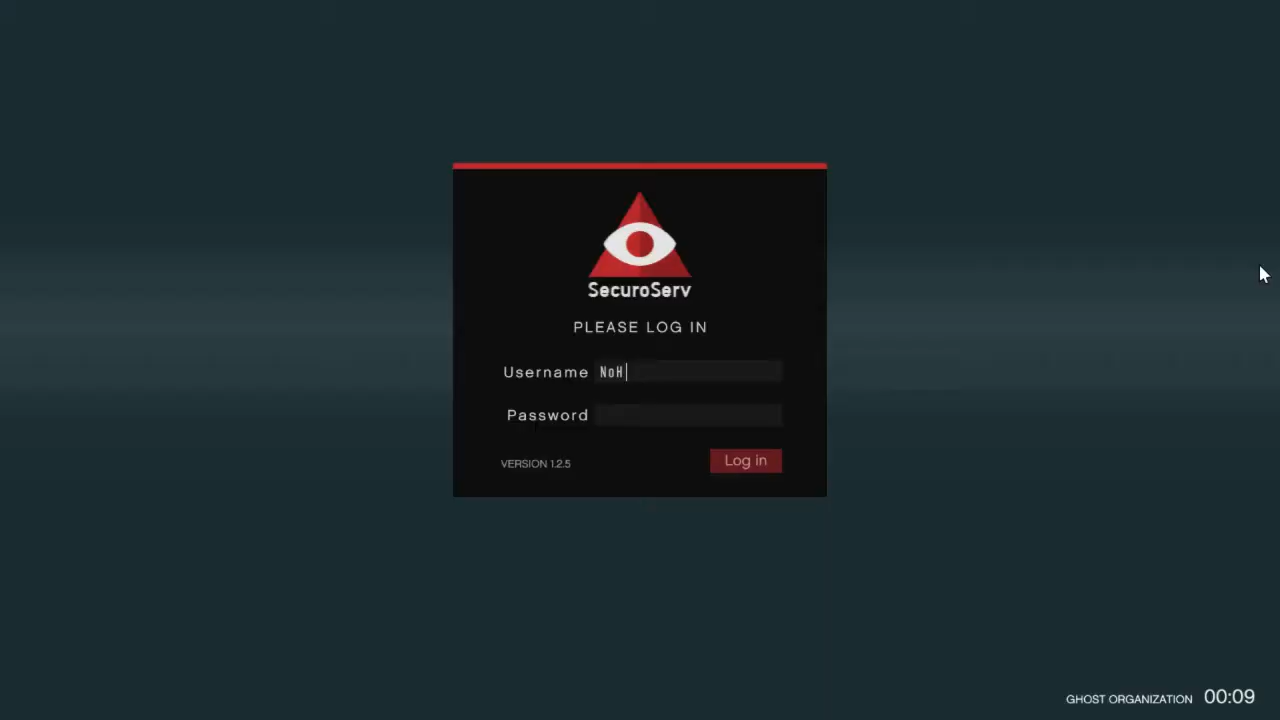 SecuroServ
PLEASE LOG IN
Username NoH
Password
VERSION 1.2.5 Log in
GHOST ORGANIZATION 00:09